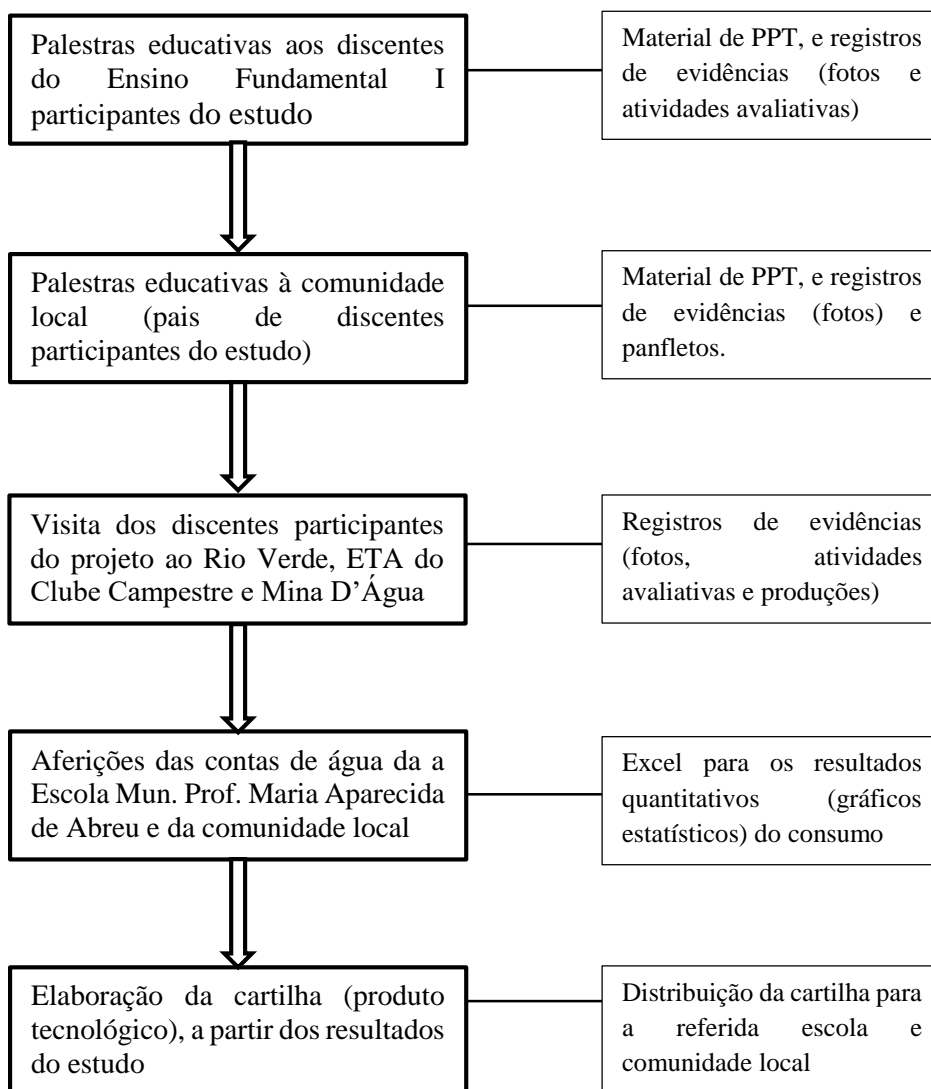 Palestras educativas aos discentes
do Ensino Fundamental I
participantes do estudo
Material de PPT, e registros
de evidências (fotos e
atividades avaliativas)
Palestras educativas à comunidade
local (pais de discentes
participantes do estudo)
Material de PPT, e registros
de evidências (fotos) e
panfletos.
Visita dos discentes participantes
do projeto ao Rio Verde, ETA do
Clube Campestre e Mina D’Água
Registros de evidências
(fotos, atividades
avaliativas e produções)
Aferições das contas de água da a
Escola Mun. Prof. Maria Aparecida
de Abreu e da comunidade local
Excel para os resultados
quantitativos (gráficos
estatísticos) do consumo
Elaboração da cartilha (produto
tecnológico), a partir dos resultados
do estudo
Distribuição da cartilha para
a referida escola e
comunidade local